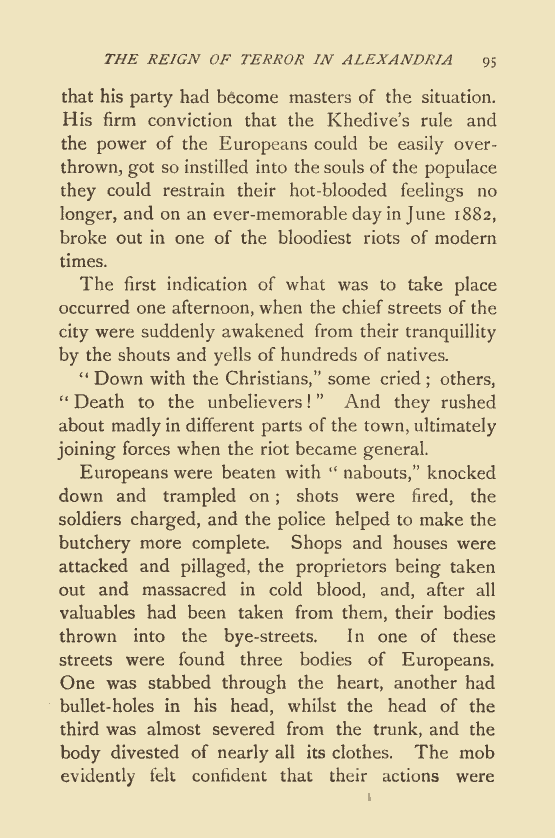 THE REIGN OF TERROR IN ALEXANDRIA 95
that his party had become masters of the situation.
His firm conviction that the Khedive's rule and
the power of the Europeans could be easily over-
thrown, got so instilled into the souls of the populace
they could restrain their hot-blooded feelings no
longer, and on an ever-memorable day in June 1882,
broke out in one of the bloodiest riots of modern
times.
The first indication of what was to take place
occurred one afternoon, when the chief streets of the
city were suddenly awakened from their tranquillity
by the shouts and yells of hundreds of natives.
"Down with the Christians," some cried; others,
"Death to the unbelievers!" And they rushed
about madly in different parts of the town, ultimately
joining forces when the riot became general.
Europeans were beaten with "nabouts," knocked
down and trampled on; shots were fired, the
soldiers charged, and the police helped to make the
butchery more complete. Shops and houses were
attacked and pillaged, the proprietors being taken
out and massacred in cold blood, and, after all
valuables had been taken from them, their bodies
thrown into the bye-streets. In one of these
streets were found three bodies of Europeans.
One was stabbed through the heart, another had
bullet-holes in his head, whilst the head of the
third was almost severed from the trunk, and the
body divested of nearly all its clothes. The mob
evidently felt confident that their actions were